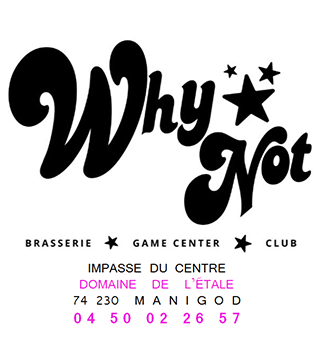 Why
Not
BRASSERIE ★ GAME CENTER ★ CLUB
IMPASSE DU CENTRE
DOMAINE DE L'ÉTALE
74 230 MANIGOD
04 50 02 26 57